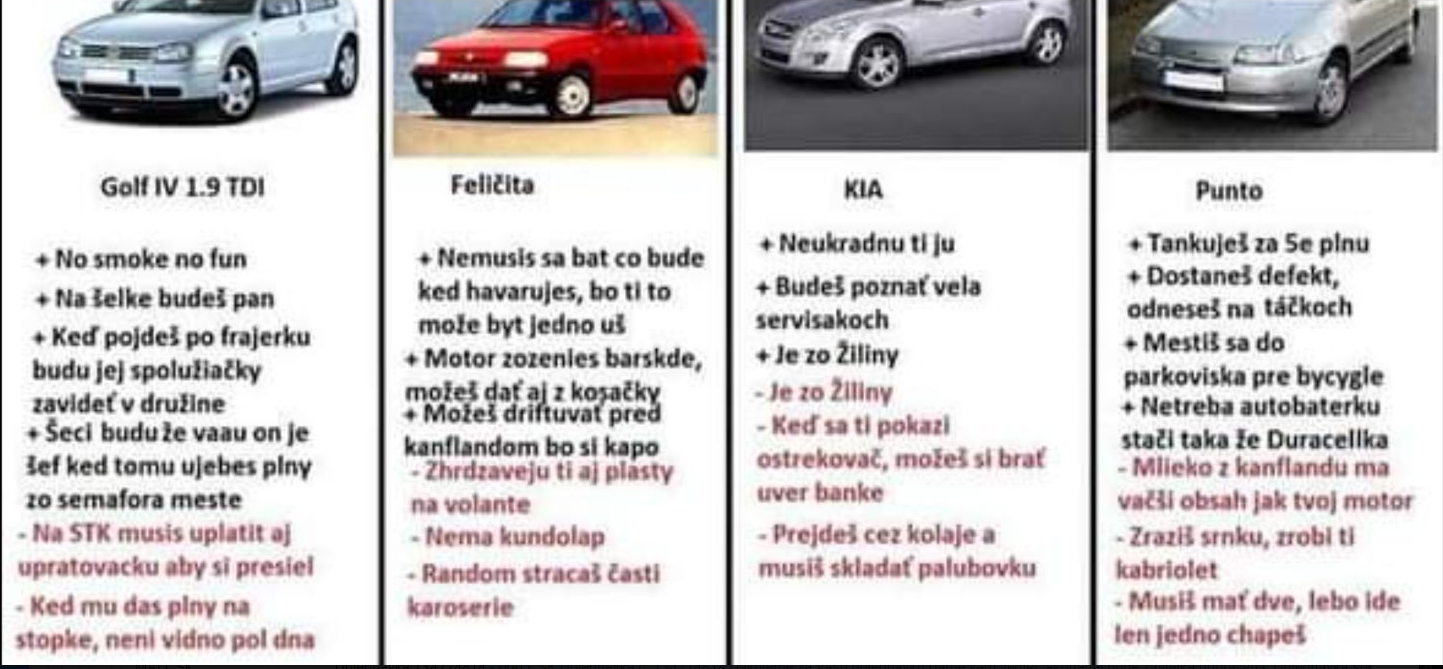 Golf IV 1.9 TDI
+ No smoke no fun
+ Na šelke budeš pan
+ Keď pojdeš po frajerku
budu jej spolužiačky
zavideť v družine
+ Šeci budu že vaau on je
šef ked tomu ujebes plny
zo semafora meste
- Na STK musis uplatit aj
upratovacku aby si presiel
- Ked mu das plny na
stopke, neni vidno pol dna
Feličita
+ Nemusis sa bat co bude
ked havarujes, bo ti to
može byt jedno uš
+ Motor zozenies barskde,
možeš dať aj z kosačky
+ Možeš driftuvať pred
kanflandom bo si kapo
- Zhrdzaveju ti aj plasty
na volante
- Nema kundolap
- Random stracaš časti
karoserie
KIA
+ Neukradnu ti ju
+ Budeš poznať vela
servisakoch
+ Je zo Žiliny
- Je zo Žiliny
- Keď sa ti pokazi
ostrekovač, možeš si brať
uver banke
- Prejdeš cez kolaje a
musiš skladať palubovku
Punto
+ Tankuješ za 5e plnu
+ Dostaneš defekt,
odneseš na táčkoch
+ Mestiš sa do
parkoviska pre bycygle
+ Netreba autobaterku
stači taka že Duracellka
- Mlieko z kanflandu ma
vačši obsah jak tvoj motor
- Zraziš srnku, zrobi ti
kabriolet
- Musiš mať dve, lebo ide
len jedno chapeš